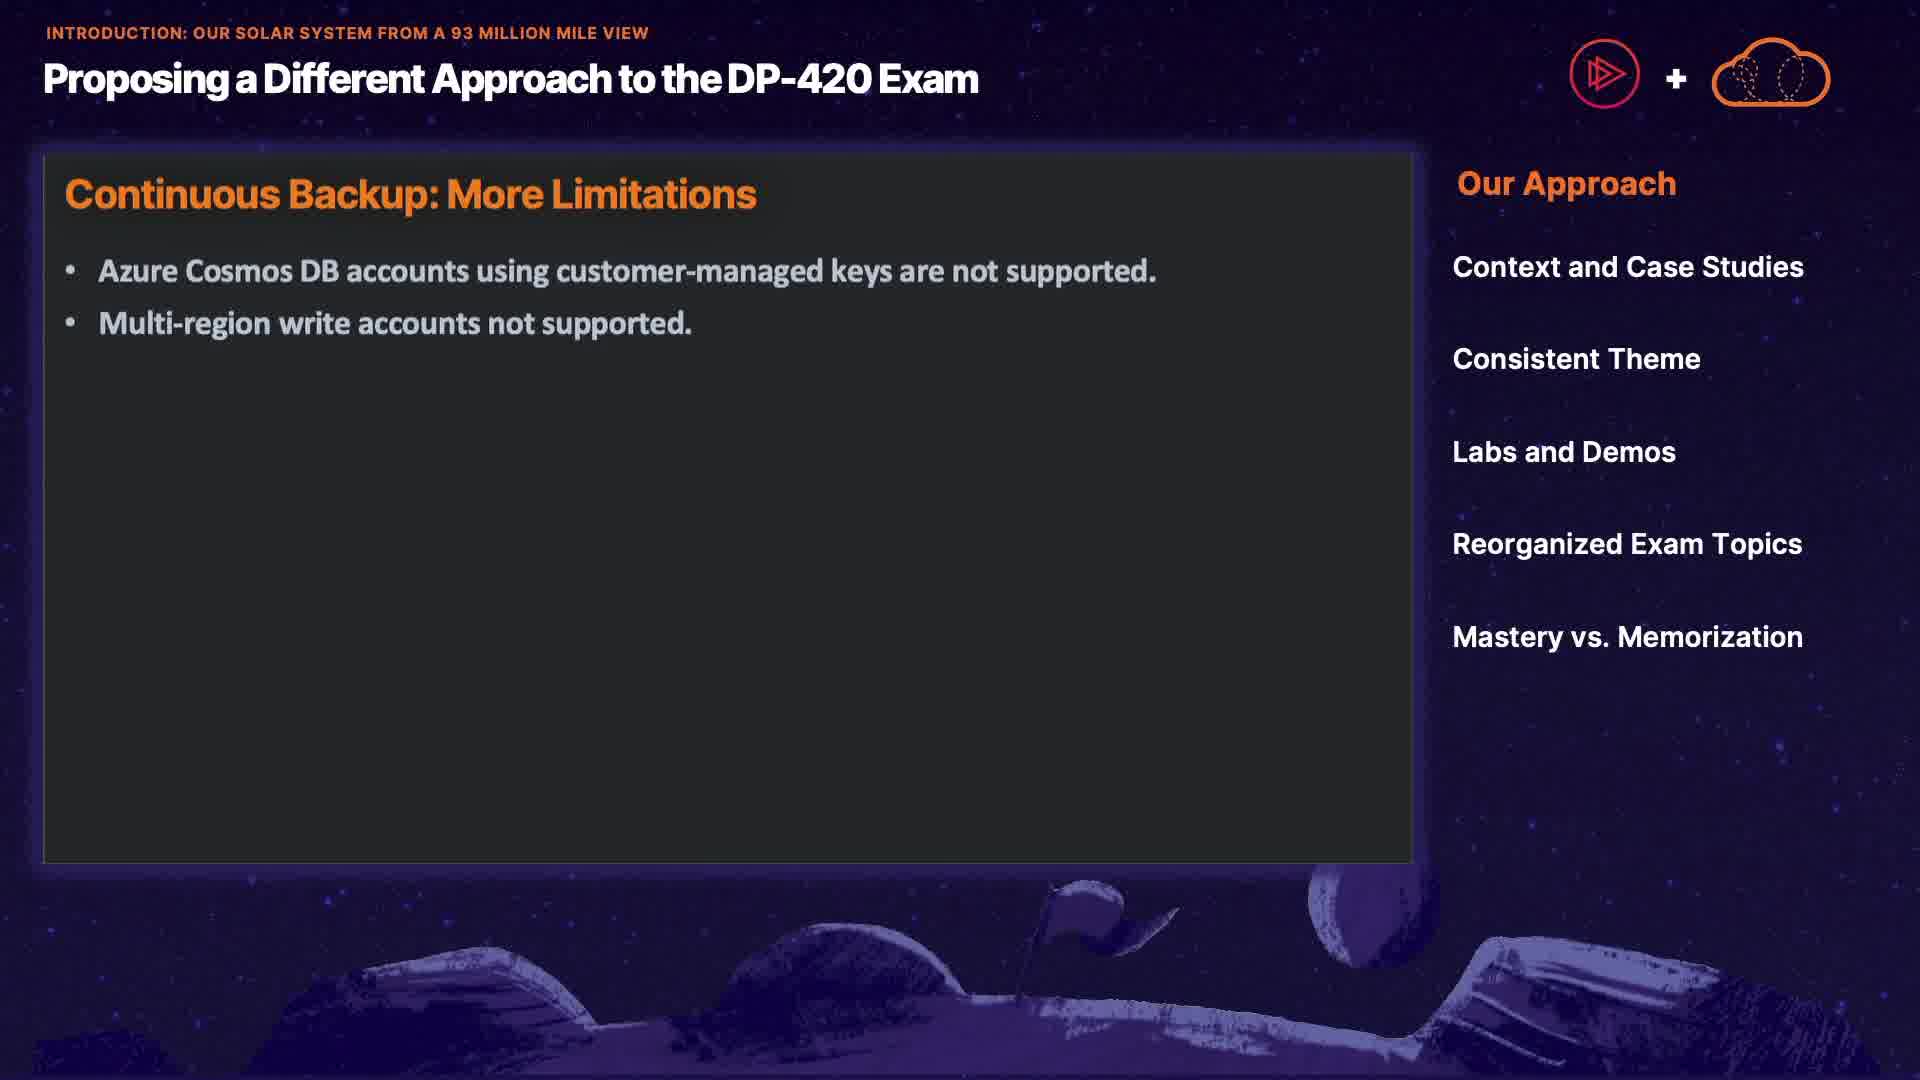 INTRODUCTION: OUR SOLAR SYSTEM FROM A 93 MILLION MILE VIEW
Proposing a Different Approach to the DP-420 Exam
+
Continuous Backup: More Limitations
• Azure Cosmos DB accounts using customer-managed keys are not supported.
• Multi-region write accounts not supported.
Our Approach
Context and Case Studies
Consistent Theme
Labs and Demos
Reorganized Exam Topics
Mastery vs. Memorization